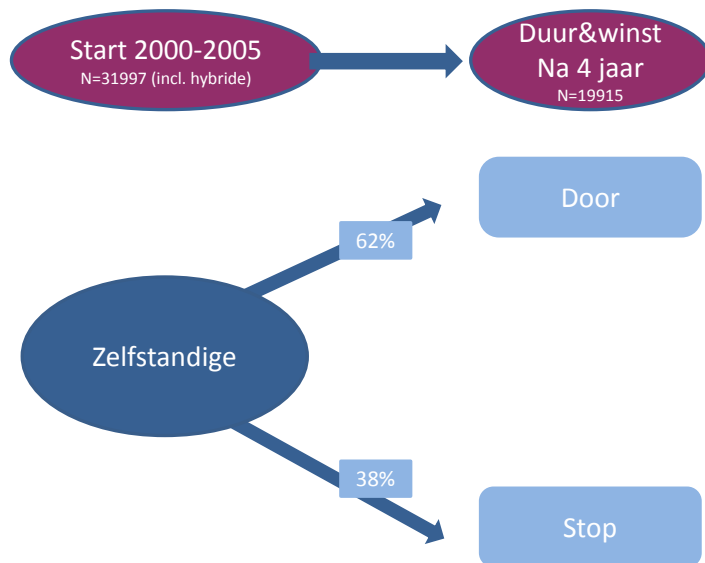 Start 2000-2005
N=31997 (incl. hybride)
Duur&winst
Na 4 jaar
N=19915
Door
62%
Zelfstandige
38%
Stop